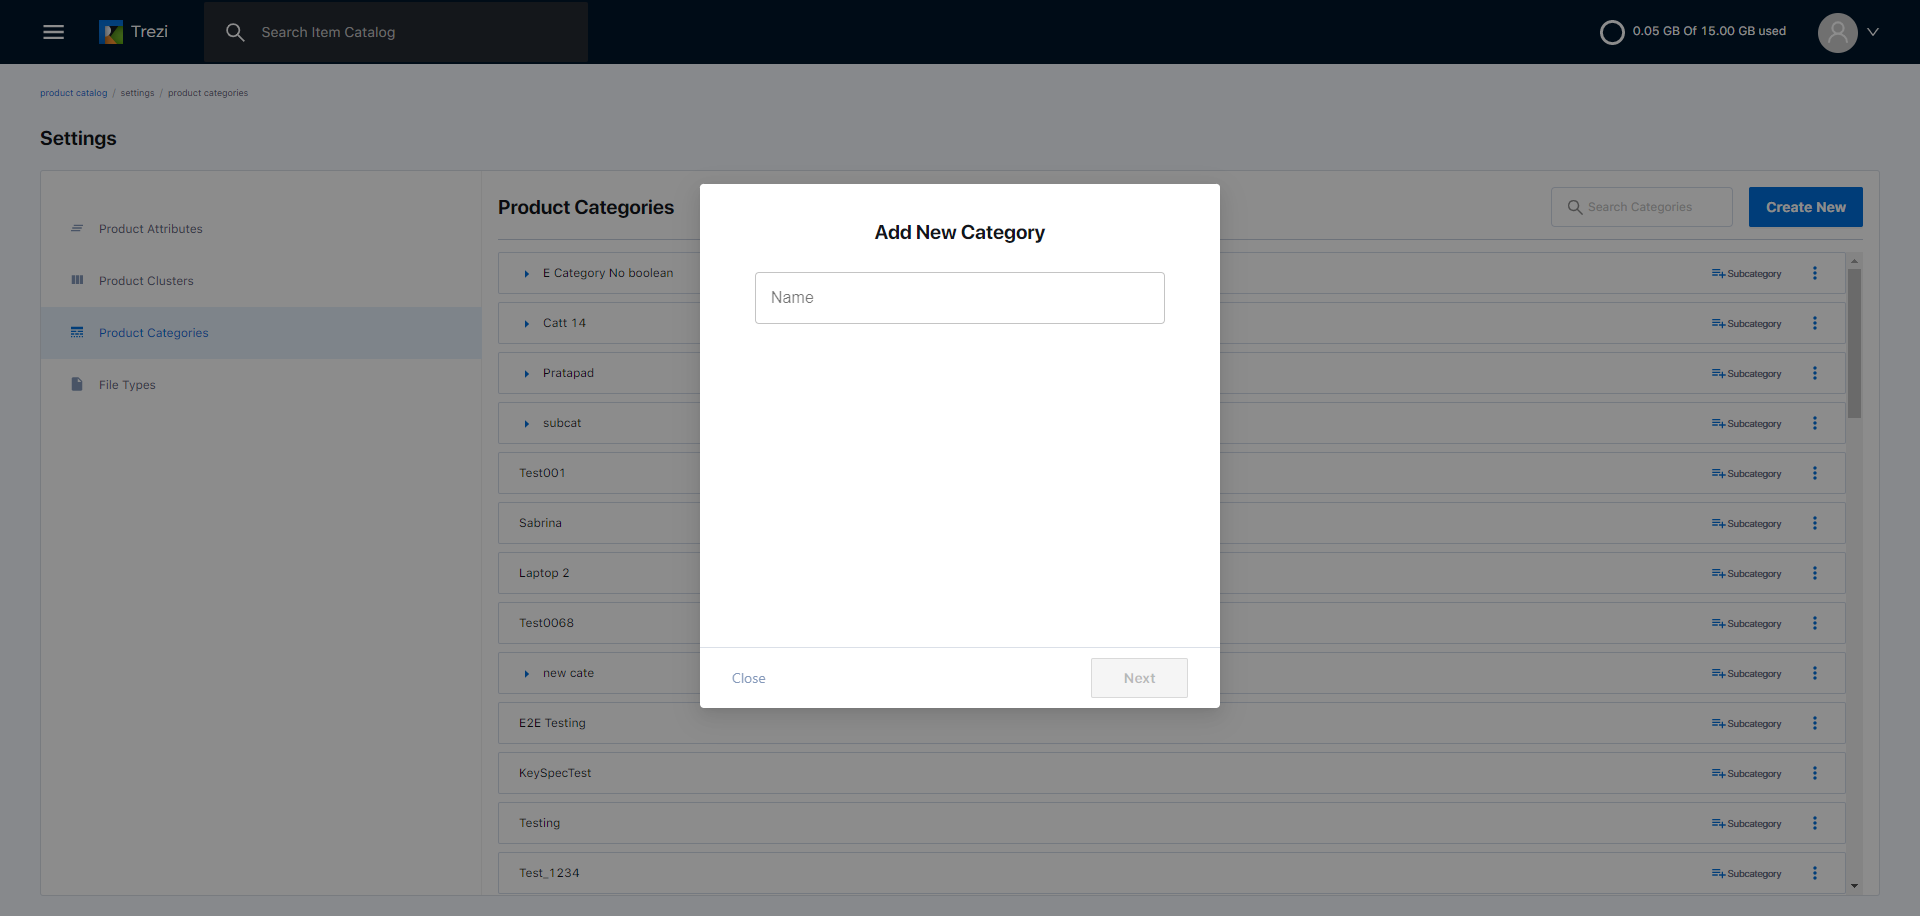 Trezi
Search Item Catalog
0.05 GB Of 15.00 GB used
product catalog / settings / product categories
Settings
Product Attributes
Product Clusters
Product Categories
File Types
Product Categories
Search Categories
Create New
E Category No boolean
Subcategory
Catt 14
Subcategory
Pratapad
Subcategory
subcat
Subcategory
Test001
Subcategory
Sabrina
Subcategory
Laptop 2
Subcategory
Test0068
Subcategory
new cate
Subcategory
E2E Testing
Subcategory
KeySpecTest
Subcategory
Testing
Subcategory
Test_1234
Subcategory
Add New Category
Name
Close
Next